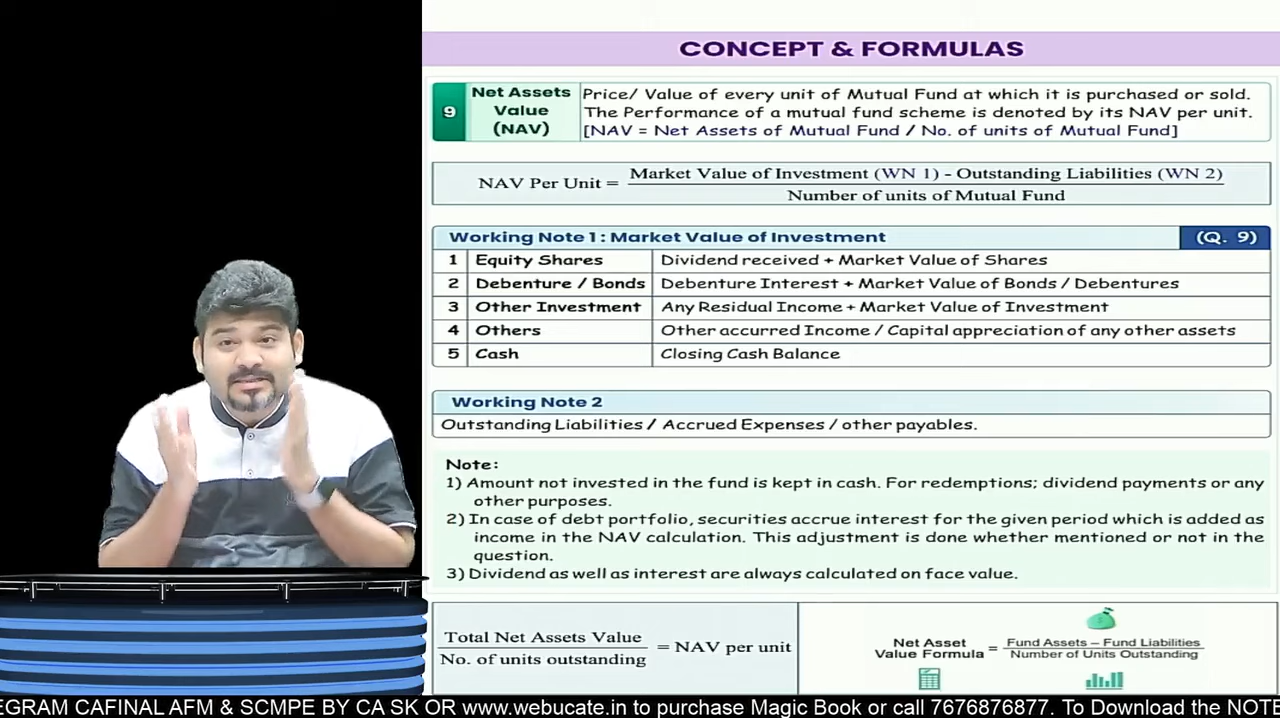 CONCEPT & FORMULAS
9
Net Assets
Value
(NAV)
Price/ Value of every unit of Mutual Fund at which it is purchased or sold.
The Performance of a mutual fund scheme is denoted by its NAV per unit.
[NAV = Net Assets of Mutual Fund / No. of units of Mutual Fund]
NAV Per Unit = Market Value of Investment (WN 1) - Outstanding Liabilities (WN 2)
Number of units of Mutual Fund
Working Note 1 : Market Value of Investment (Q. 9)
1 Equity Shares Dividend received + Market Value of Shares
2 Debenture / Bonds Debenture Interest + Market Value of Bonds / Debentures
3 Other Investment Any Residual Income + Market Value of Investment
4 Others Other accurred Income / Capital appreciation of any other assets
5 Cash Closing Cash Balance
Working Note 2
Outstanding Liabilities / Accrued Expenses / other payables.
Note:
1) Amount not invested in the fund is kept in cash. For redemptions; dividend payments or any
other purposes.
2) In case of debt portfolio, securities accrue interest for the given period which is added as
income in the NAV calculation. This adjustment is done whether mentioned or not in the
question.
3) Dividend as well as interest are always calculated on face value.
Total Net Assets Value
No. of units outstanding
= NAV per unit
Net Asset
Value Formula =
Fund Assets – Fund Liabilities
Number of Units Outstanding
EGRAM CAFINAL AFM & SCMPE BY CA SK OR www.webucate.in to purchase Magic Book or call 7676876877. To Download the NOTE